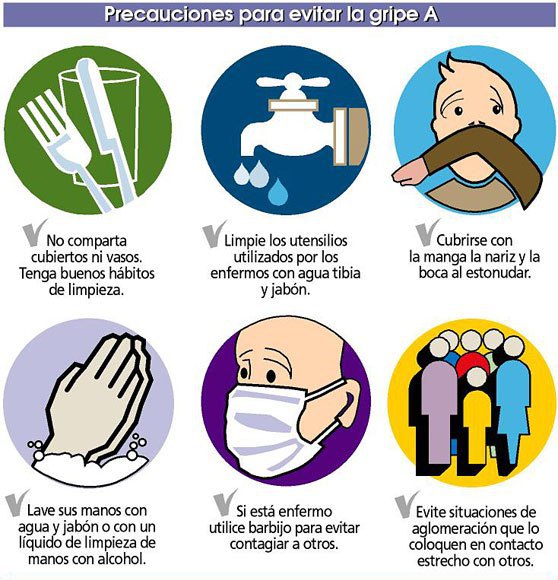 Precauciones para evitar la gripe A
No comparta
cubiertos ni vasos.
Tenga buenos hábitos
de limpieza.
Limpie los utensilios
utilizados por los
enfermos con agua tibia
y jabón.
Cubrirse con
la manga la nariz y la
boca al estonudar.
Lave sus manos con
agua y jabón o con un
líquido de limpieza de
manos con alcohol.
Si está enfermo
utilice barbijo para evitar
contagiar a otros.
Evite situaciones de
aglomeración que lo
coloquen en contacto
estrecho con otros.